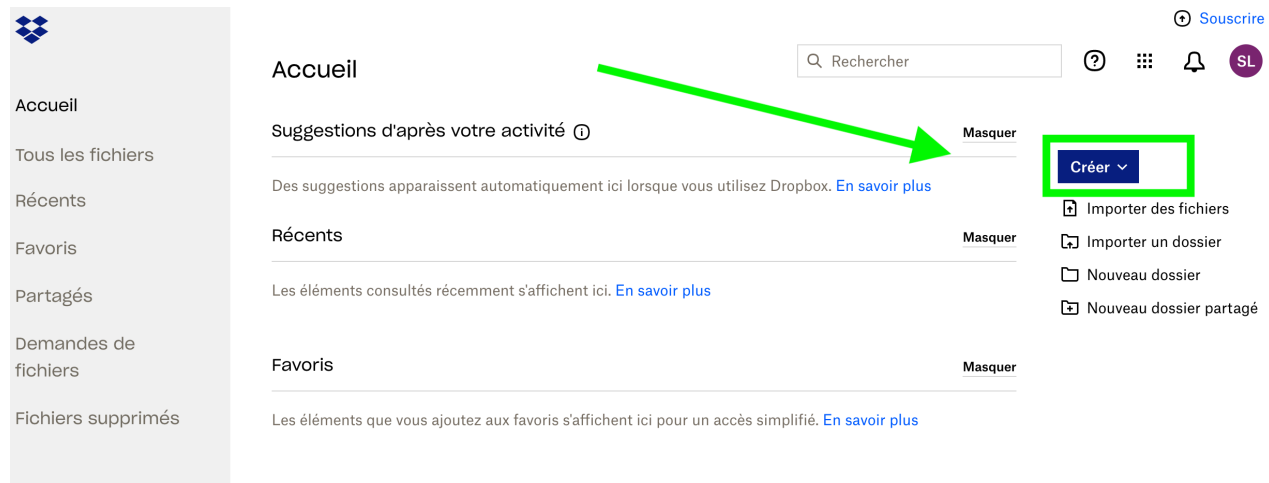 Souscrire
Accueil
Rechercher
SL
Accueil
Tous les fichiers
Récents
Favoris
Partagés
Demandes de
fichiers
Fichiers supprimés
Suggestions d'après votre activité
Masquer
Des suggestions apparaissent automatiquement ici lorsque vous utilisez Dropbox. En savoir plus
Récents
Masquer
Les éléments consultés récemment s'affichent ici. En savoir plus
Favoris
Masquer
Les éléments que vous ajoutez aux favoris s'affichent ici pour un accès simplifié. En savoir plus
Créer
Importer des fichiers
Importer un dossier
Nouveau dossier
Nouveau dossier partagé